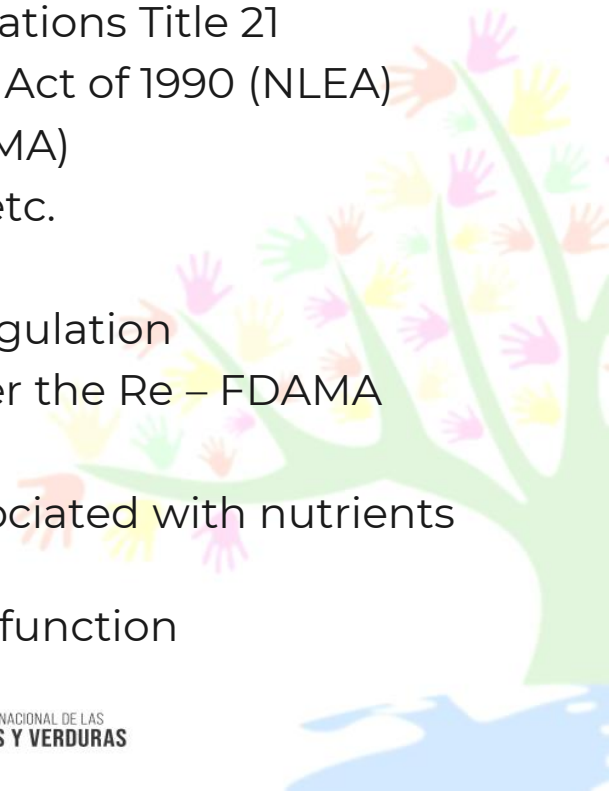 ations Title 21
Act of 1990 (NLEA)
MA)
etc.
gulation
er the Re – FDAMA
ociated with nutrients
function
NACIONAL DE LAS
S Y VERDURAS